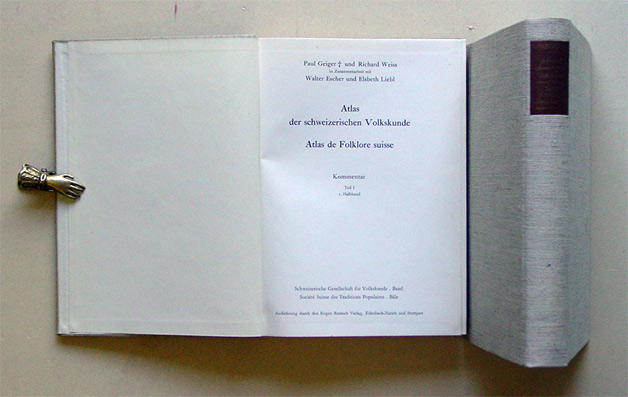 Paul Geiger † und Richard Weiss
in Zusammenarbeit mit
Walter Escher und Elsbeth Liebl
Atlas
der schweizerischen Volkskunde
Atlas de Folklore suisse
Kommentar
Teil I
1. Halbband
Schweizerische Gesellschaft für Volkskunde . Basel
Société Suisse des Traditions Populaires . Bâle
Auslieferung durch den Eugen Rentsch Verlag, Erlenbach-Zürich und Stuttgart